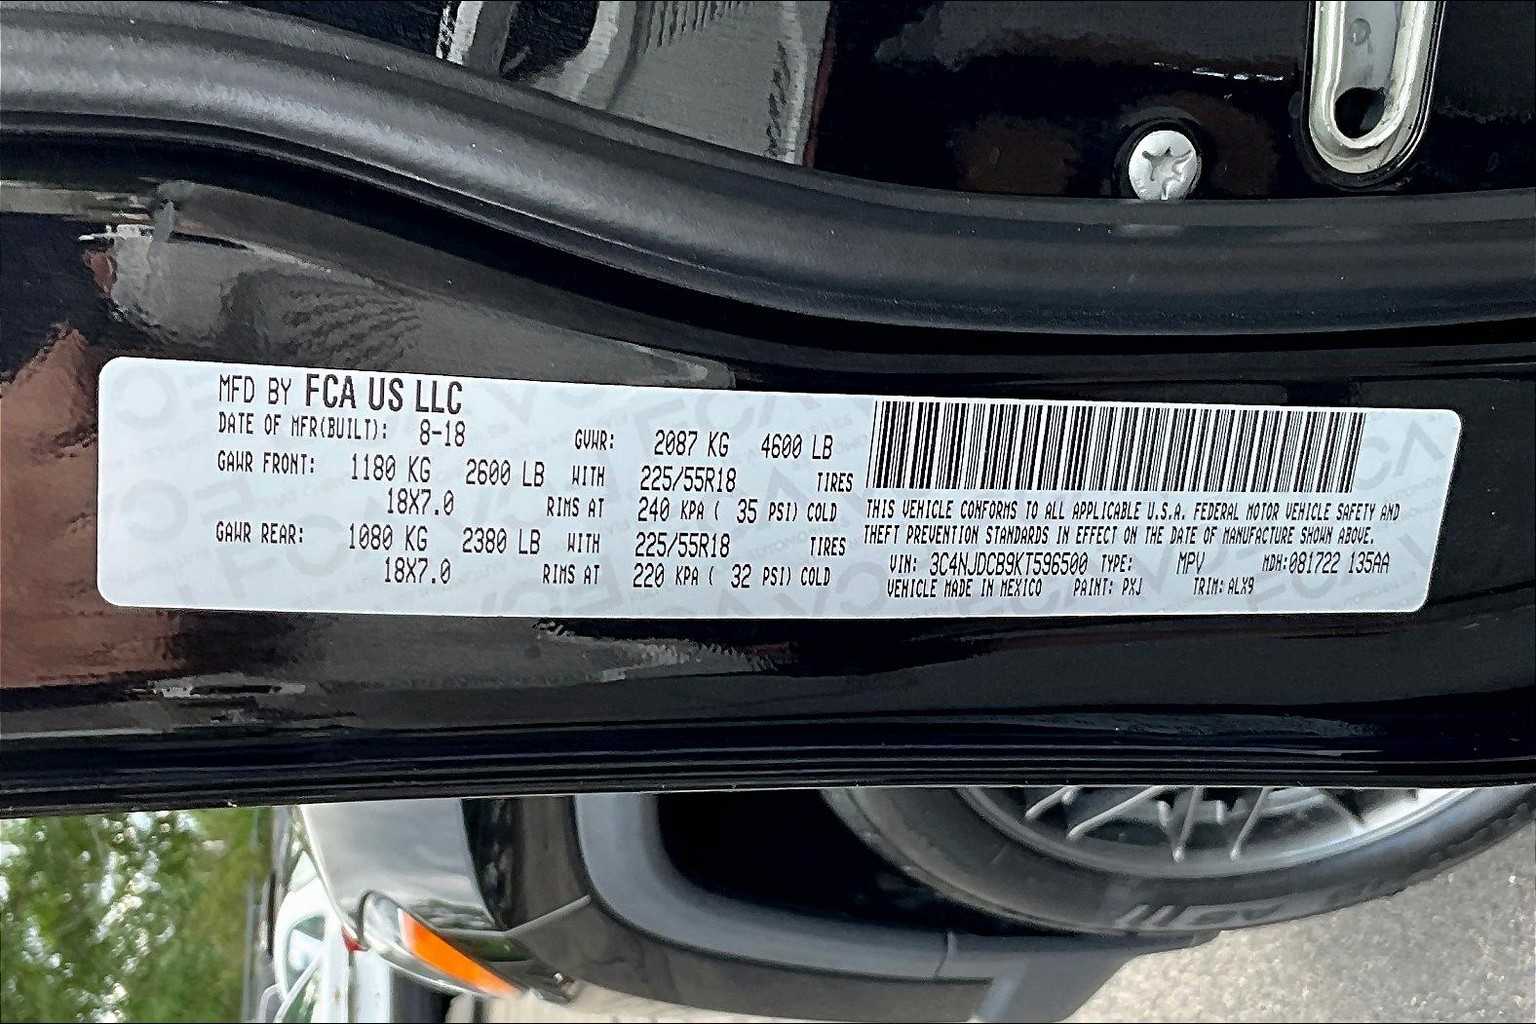 MFD BY FCA US LLC
DATE OF MFR(BUILT): 8-18 GVWR: 2087 KG 4600 LB
GAWR FRONT: 1180 KG 2600 LB WITH 225/55R18 TIRES
18X7.0 RIMS AT 240 KPA ( 35 PSI) COLD
GAWR REAR: 1080 KG 2380 LB WITH 225/55R18 TIRES
18X7.0 RIMS AT 220 KPA ( 32 PSI) COLD
THIS VEHICLE CONFORMS TO ALL APPLICABLE U.S.A. FEDERAL MOTOR VEHICLE SAFETY AND
THEFT PREVENTION STANDARDS IN EFFECT ON THE DATE OF MANUFACTURE SHOWN ABOVE.
VIN: 3C4NJDCB9KT596500 TYPE: MPV MDH:081722 135AA
VEHICLE MADE IN MEXICO PAINT: PXJ TRIM: ALX9